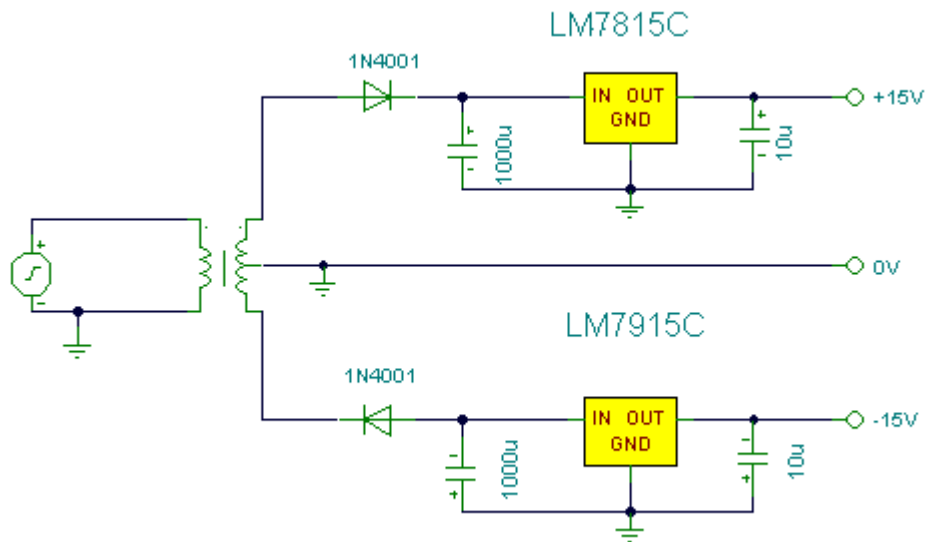 LM7815C
1N4001
IN OUT
GND
+15V
+
-
1000u
+
-
10u
+
-
0V
LM7915C
1N4001
IN OUT
GND
-15V
-
+
1000u
-
+
10u